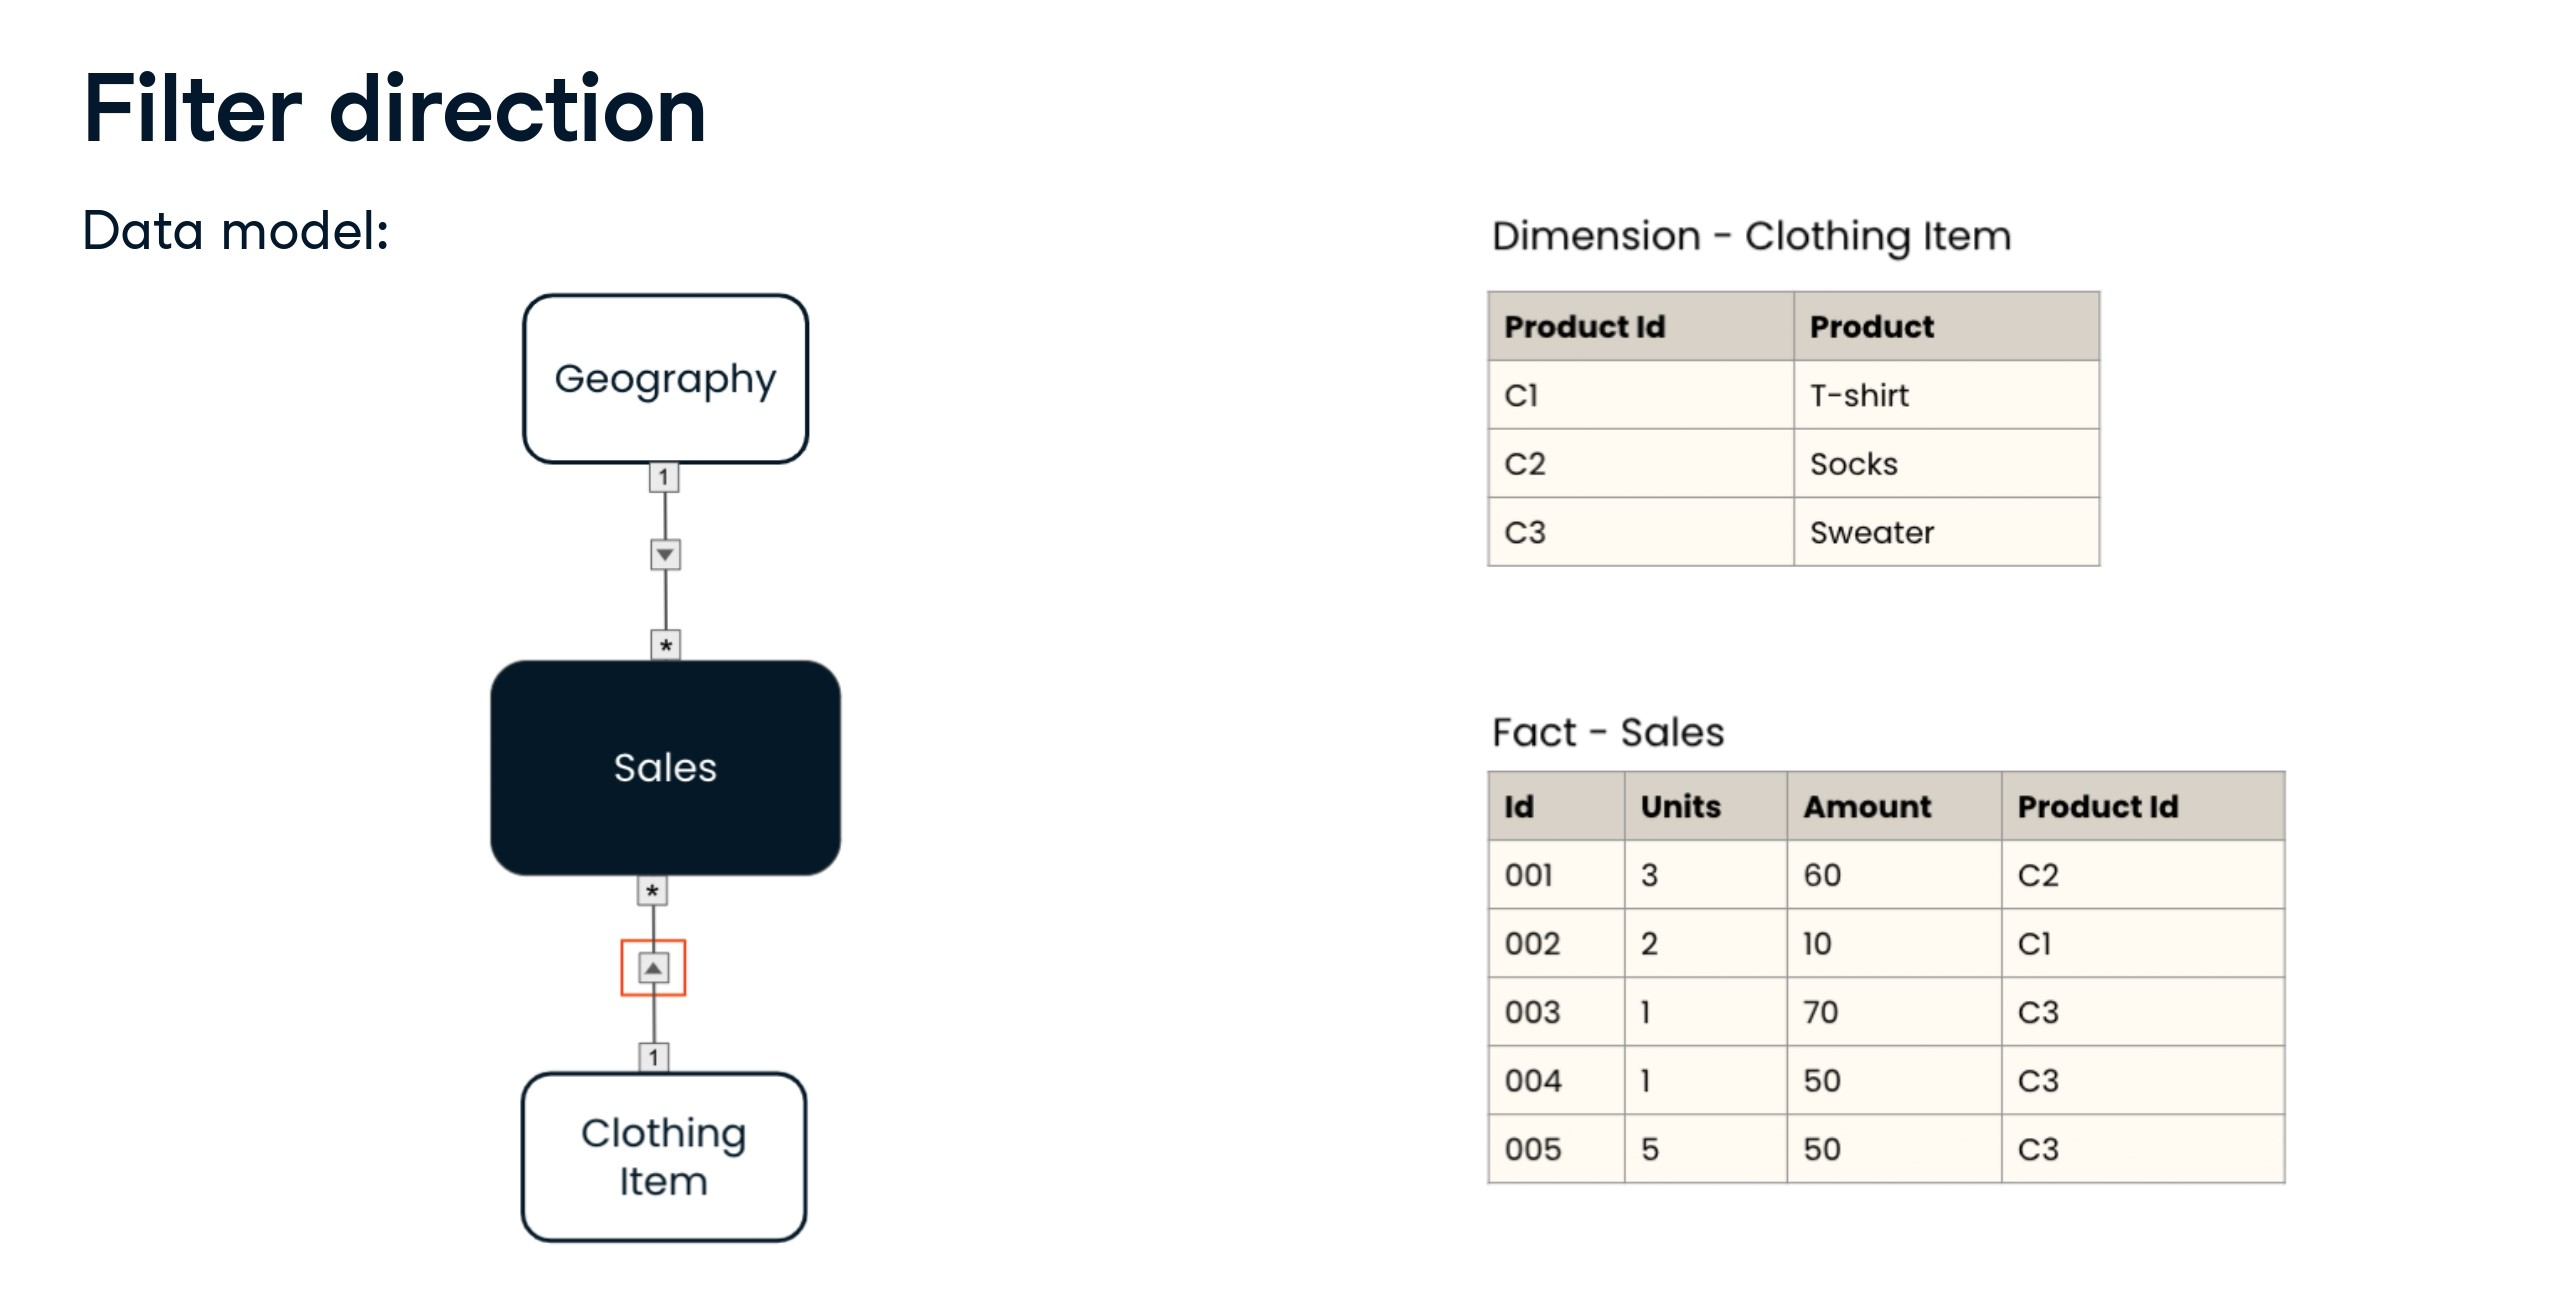 Filter direction
Data model:
Geography
1
*
Sales
*
1
Clothing
Item
Dimension - Clothing Item
Product Id Product
C1 T-shirt
C2 Socks
C3 Sweater
Fact - Sales
Id Units Amount Product Id
001 3 60 C2
002 2 10 C1
003 1 70 C3
004 1 50 C3
005 5 50 C3